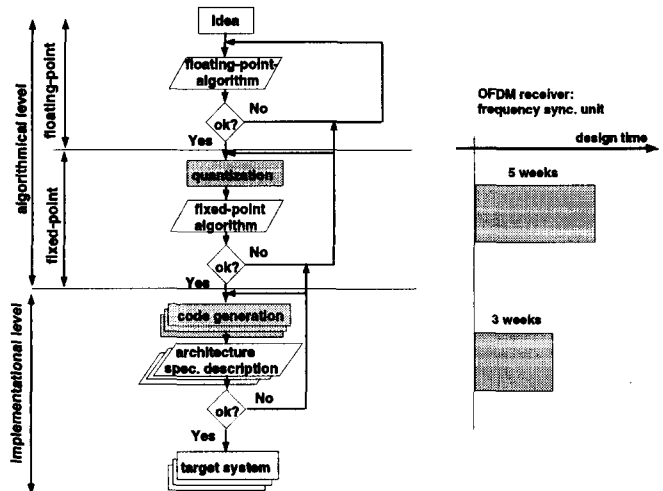 Idea
floating-point-
algorithm
ok?
No
Yes
quantization
fixed-point
algorithm
ok?
No
Yes
code generation
architecture
spec. description
ok?
No
Yes
target system
algorithmical level
floating-point
fixed-point
implementational level
OFDM receiver:
frequency sync. unit
design time
5 weeks
3 weeks